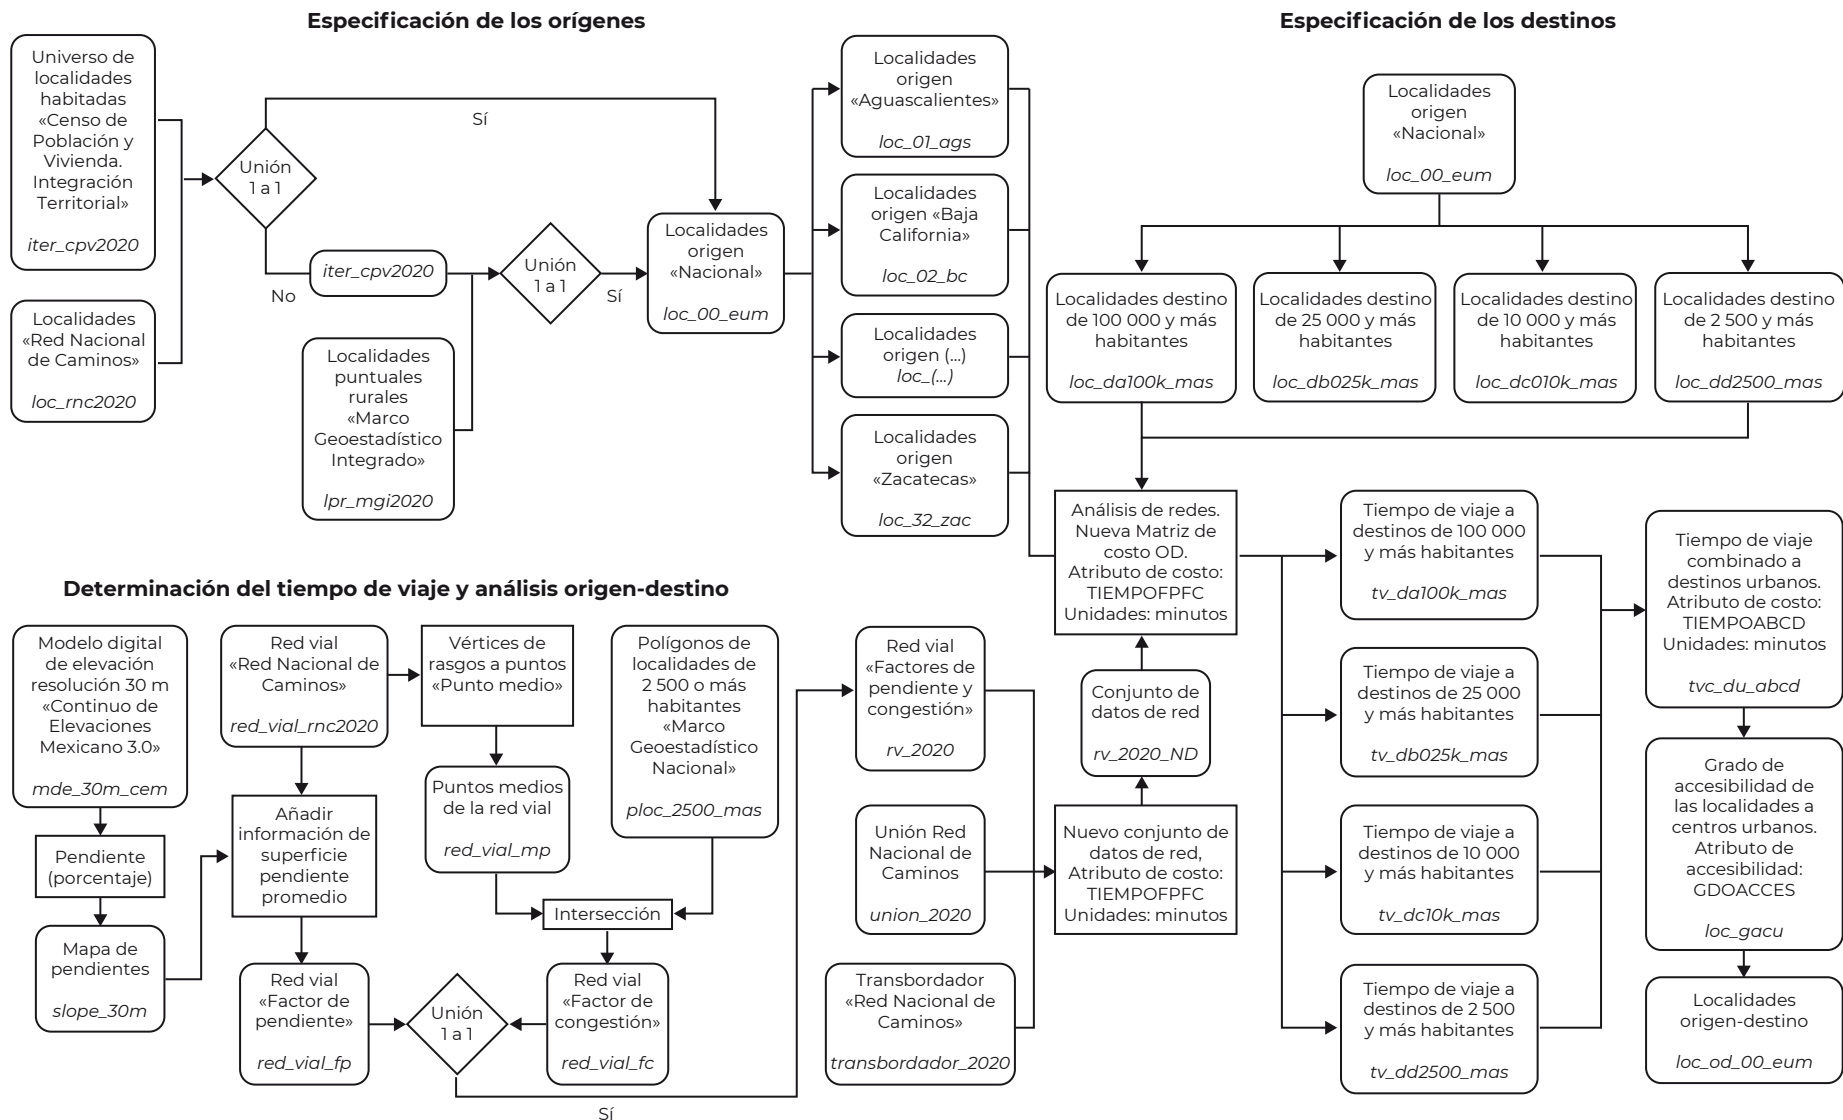 Especificación de los orígenes
Universo de
localidades
habitadas
«Censo de
Población y
Vivienda.
Integración
Territorial»
iter_cpv2020
Localidades
«Red Nacional
de Caminos»
loc_rnc2020
Unión
1 a 1
Sí
No
iter_cpv2020
Localidades
puntuales
rurales
«Marco
Geoestadístico
Integrado»
lpr_mgi2020
Unión
1 a 1
Sí
Localidades
origen
«Nacional»
loc_00_eum
Localidades
origen
«Aguascalientes»
loc_01_ags
Localidades
origen «Baja
California»
loc_02_bc
Localidades
origen (...)
loc_(...)
Localidades
origen
«Zacatecas»
loc_32_zac
Especificación de los destinos
Localidades
origen
«Nacional»
loc_00_eum
Localidades destino
de 100 000 y más
habitantes
loc_da100k_mas
Localidades destino
de 25 000 y más
habitantes
loc_db025k_mas
Localidades destino
de 10 000 y más
habitantes
loc_dc010k_mas
Localidades destino
de 2 500 y más
habitantes
loc_dd2500_mas
Determinación del tiempo de viaje y análisis origen-destino
Modelo digital
de elevación
resolución 30 m
«Continuo de
Elevaciones
Mexicano 3.0»
mde_30m_cem
Pendiente
(porcentaje)
Mapa de
pendientes
slope_30m
Red vial
«Red Nacional de
Caminos»
red_vial_rnc2020
Añadir
información de
superficie
pendiente
promedio
Red vial
«Factor de
pendiente»
red_vial_fp
Vértices de
rasgos a puntos
«Punto medio»
Puntos medios
de la red vial
red_vial_mp
Polígonos de
localidades de
2 500 o más
habitantes
«Marco
Geoestadístico
Nacional»
ploc_2500_mas
Intersección
Red vial
«Factor de
congestión»
red_vial_fc
Unión
1 a 1
Sí
Red vial
«Factores de
pendiente y
congestión»
rv_2020
Unión Red
Nacional de
Caminos
union_2020
Transbordador
«Red Nacional de
Caminos»
transbordador_2020
Análisis de redes.
Nueva Matriz de
costo OD.
Atributo de costo:
TIEMPOFPFC
Unidades: minutos
Conjunto de
datos de red
rv_2020_ND
Nuevo conjunto de
datos de red,
Atributo de costo:
TIEMPOFPFC
Unidades: minutos
Tiempo de viaje a
destinos de 100 000
y más habitantes
tv_da100k_mas
Tiempo de viaje a
destinos de 25 000
y más habitantes
tv_db025k_mas
Tiempo de viaje a
destinos de 10 000
y más habitantes
tv_dc10k_mas
Tiempo de viaje a
destinos de 2 500
y más habitantes
tv_dd2500_mas
Tiempo de viaje
combinado a
destinos urbanos.
Atributo de costo:
TIEMPOABCD
Unidades: minutos
tvc_du_abcd
Grado de
accesibilidad de
las localidades a
centros urbanos.
Atributo de
accesibilidad:
GDOACCES
loc_gacu
Localidades
origen-destino
loc_od_00_eum